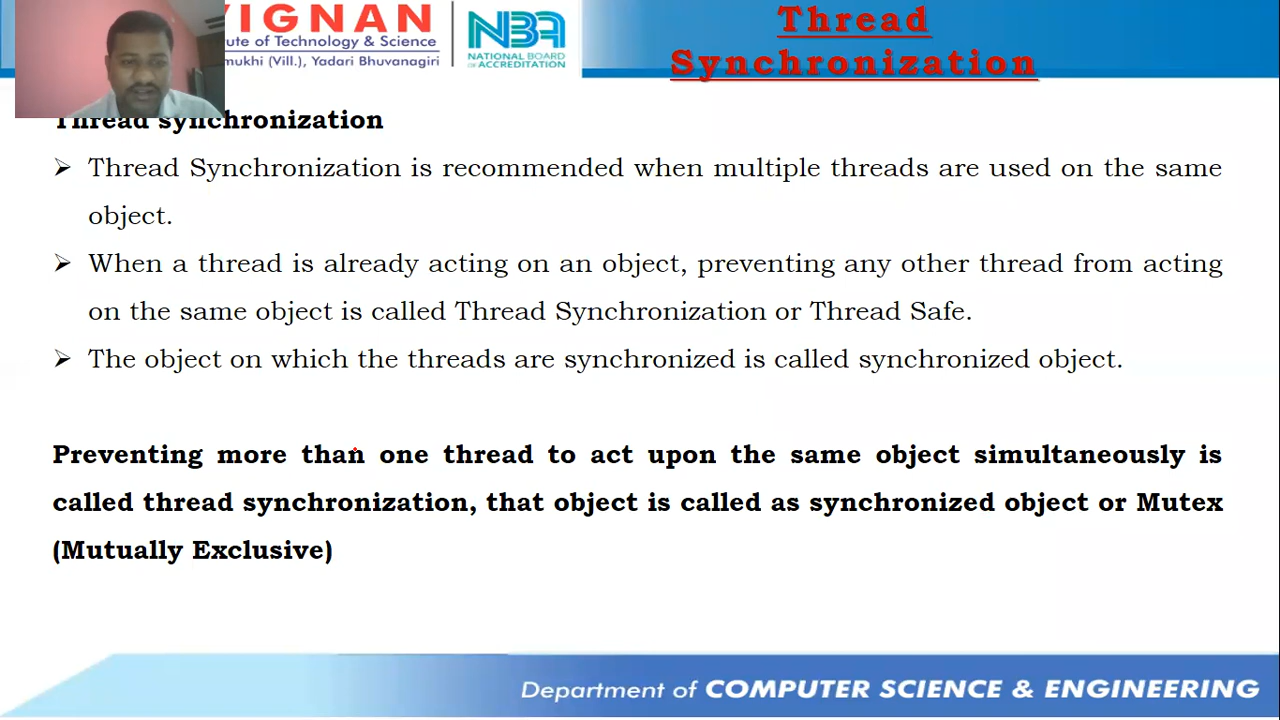 VIGNAN
itute of Technology & Science
mukhi (Vill.), Yadari Bhuvanagiri
NBA
NATIONAL BOARD
of ACCREDITATION
Thread
Synchronization
Thread synchronization
➢ Thread Synchronization is recommended when multiple threads are used on the same
object.
➢ When a thread is already acting on an object, preventing any other thread from acting
on the same object is called Thread Synchronization or Thread Safe.
➢ The object on which the threads are synchronized is called synchronized object.
Preventing more than one thread to act upon the same object simultaneously is
called thread synchronization, that object is called as synchronized object or Mutex
(Mutually Exclusive)
Department of COMPUTER SCIENCE & ENGINEERING